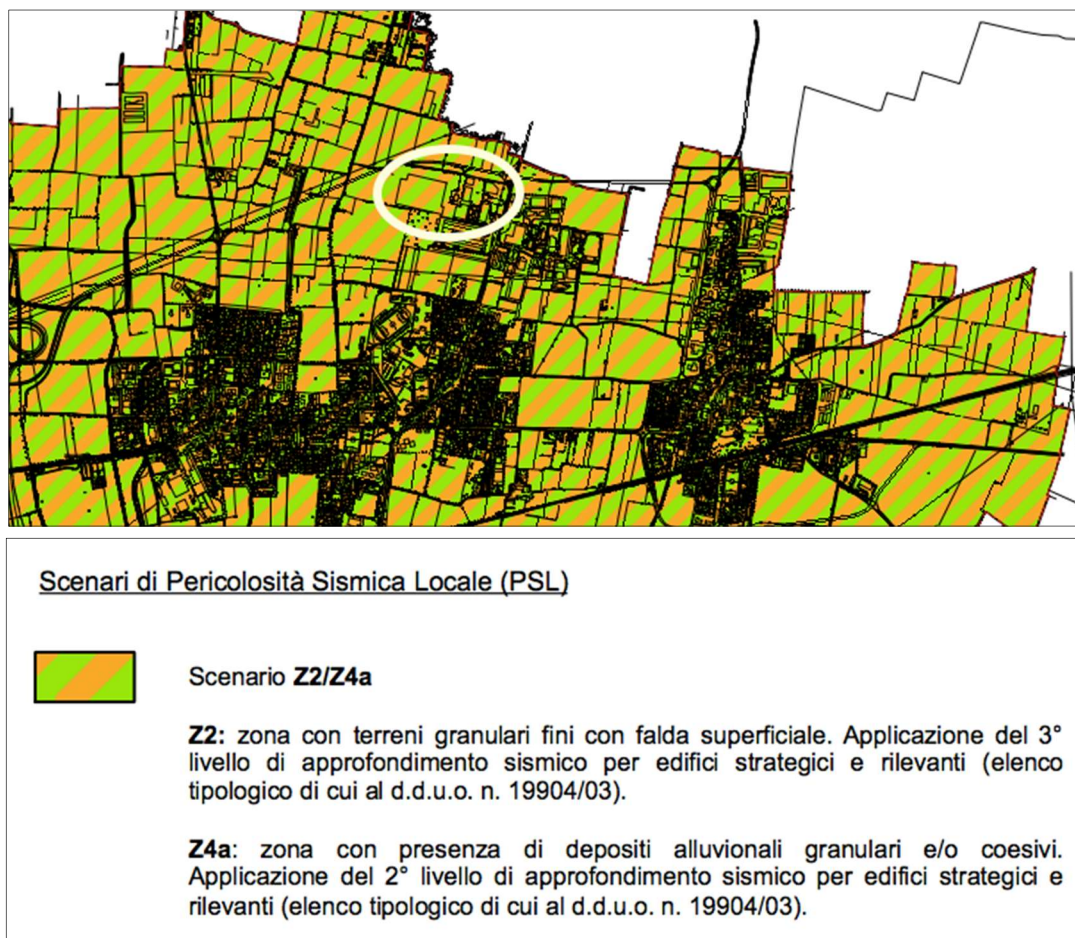 Scenari di Pericolosità Sismica Locale (PSL)
Scenario Z2/Z4a
Z2: zona con terreni granulari fini con falda superficiale. Applicazione del 3°
livello di approfondimento sismico per edifici strategici e rilevanti (elenco
tipologico di cui al d.d.u.o. n. 19904/03).
Z4a: zona con presenza di depositi alluvionali granulari e/o coesivi.
Applicazione del 2° livello di approfondimento sismico per edifici strategici e
rilevanti (elenco tipologico di cui al d.d.u.o. n. 19904/03).